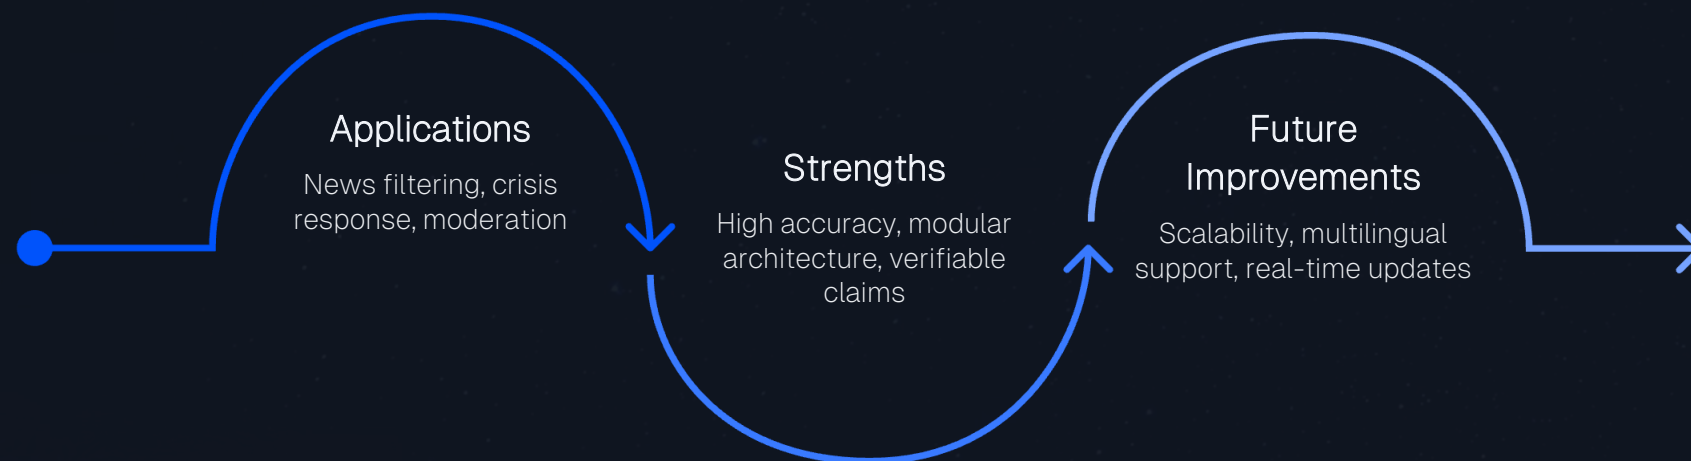 Applications
News filtering, crisis
response, moderation
Strengths
High accuracy, modular
architecture, verifiable
claims
Future
Improvements
Scalability, multilingual
support, real-time updates